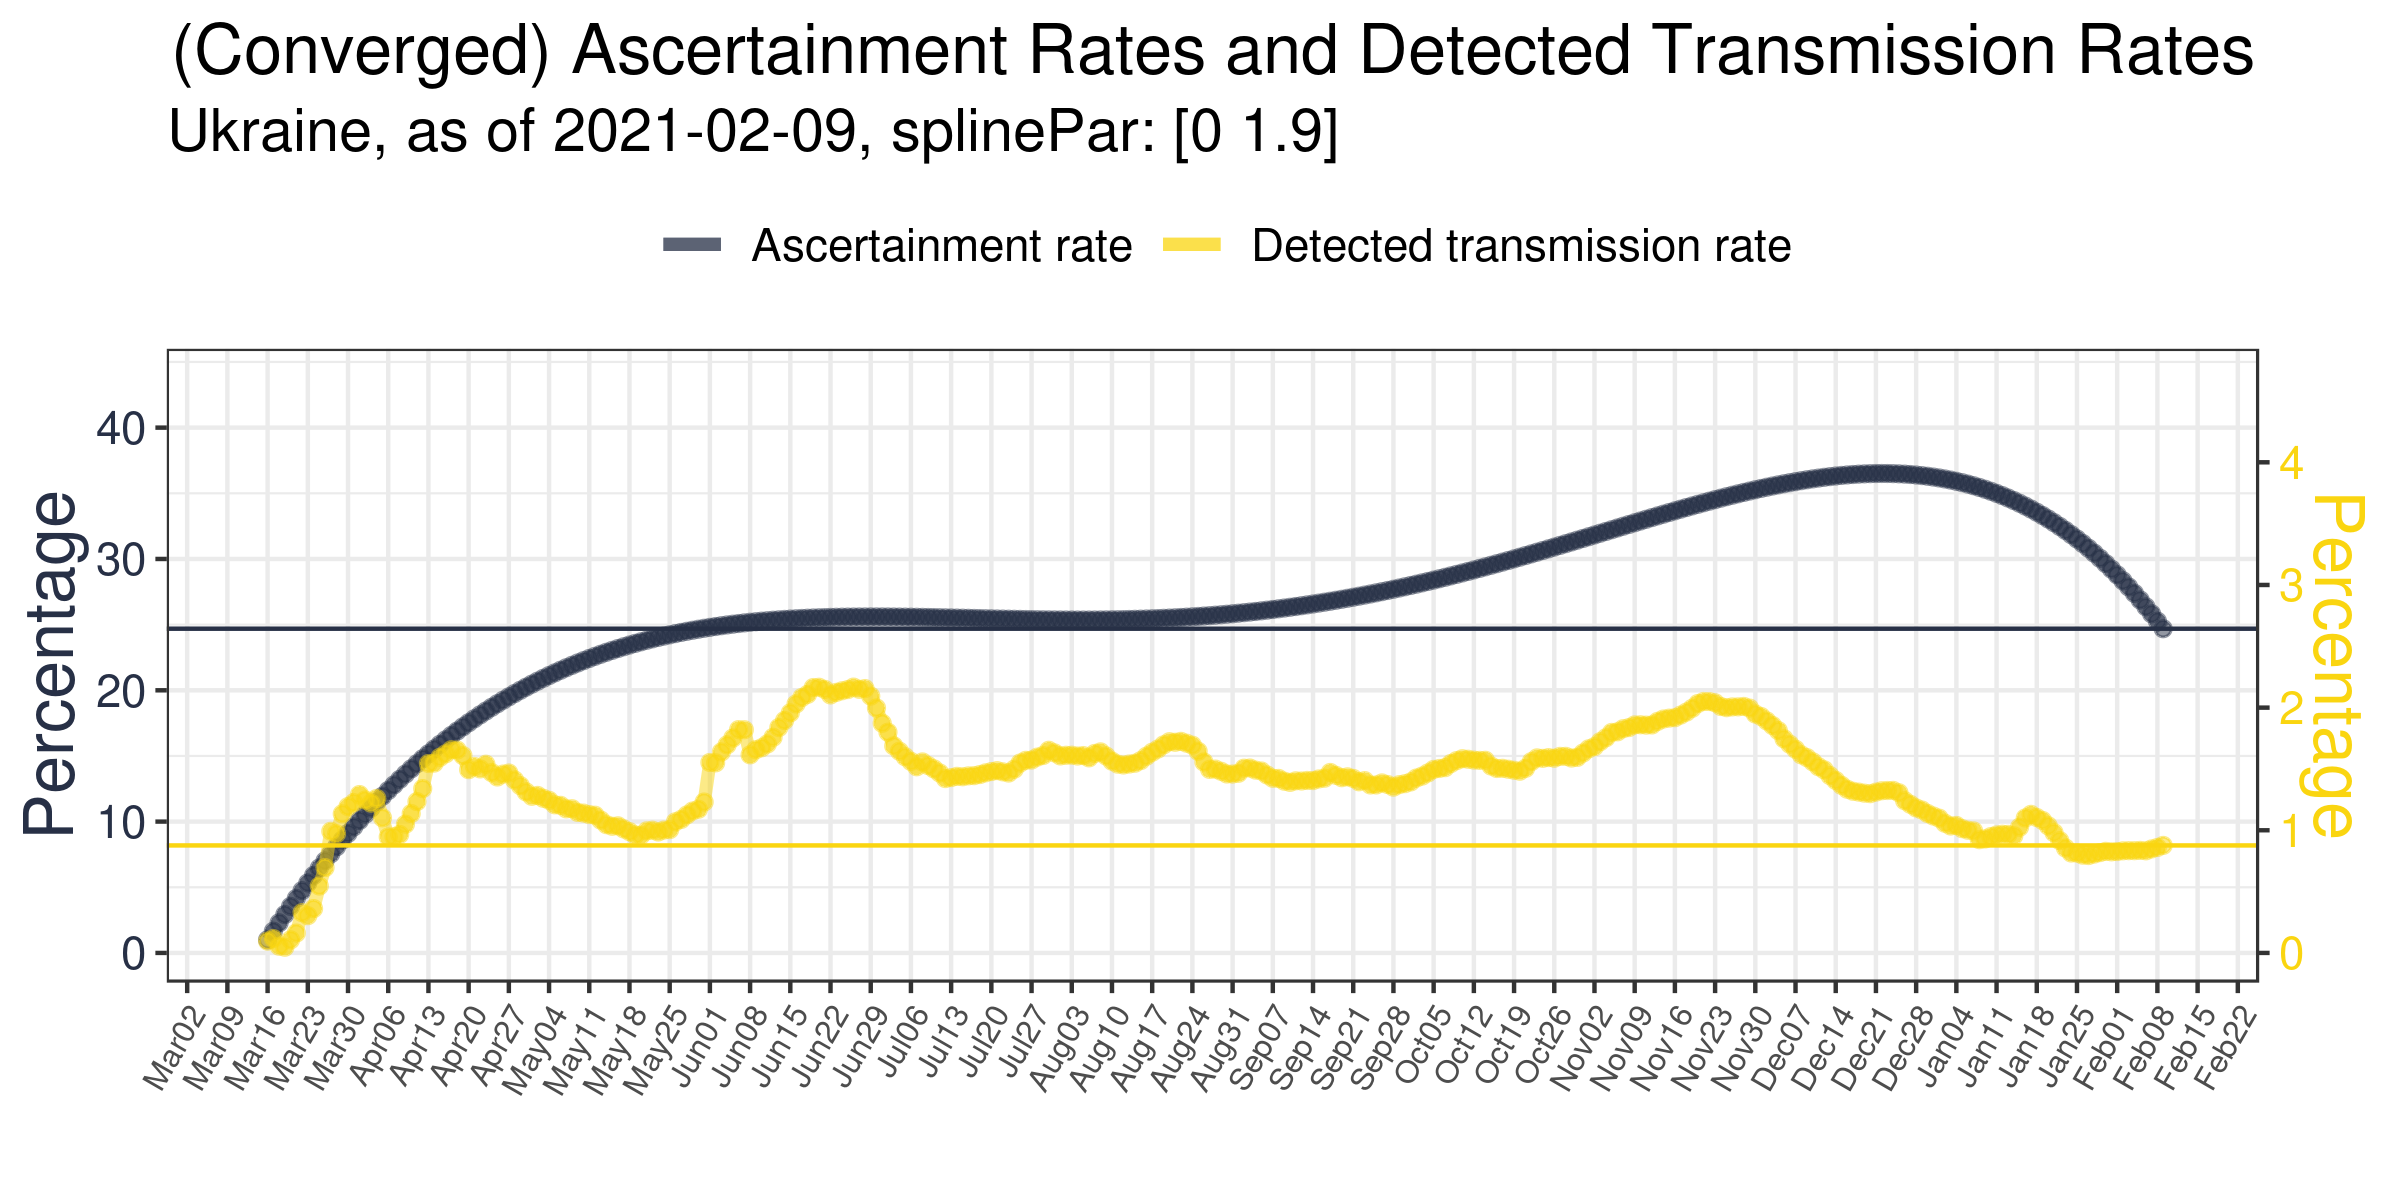 (Converged) Ascertainment Rates and Detected Transmission Rates
Ukraine, as of 2021-02-09, splinePar: [0 1.9]
Ascertainment rate
Detected transmission rate
Percentage
40
30
20
10
0
4
3
2
1
0
Percentage
Mar02
Mar09
Mar16
Mar23
Mar30
Apr06
Apr13
Apr20
Apr27
May04
May11
May18
May25
Jun01
Jun08
Jun15
Jun22
Jun29
Jul06
Jul13
Jul20
Jul27
Aug03
Aug10
Aug17
Aug24
Aug31
Sep07
Sep14
Sep21
Sep28
Oct05
Oct12
Oct19
Oct26
Nov02
Nov09
Nov16
Nov23
Nov30
Dec07
Dec14
Dec21
Dec28
Jan04
Jan11
Jan18
Jan25
Feb01
Feb08
Feb15
Feb22